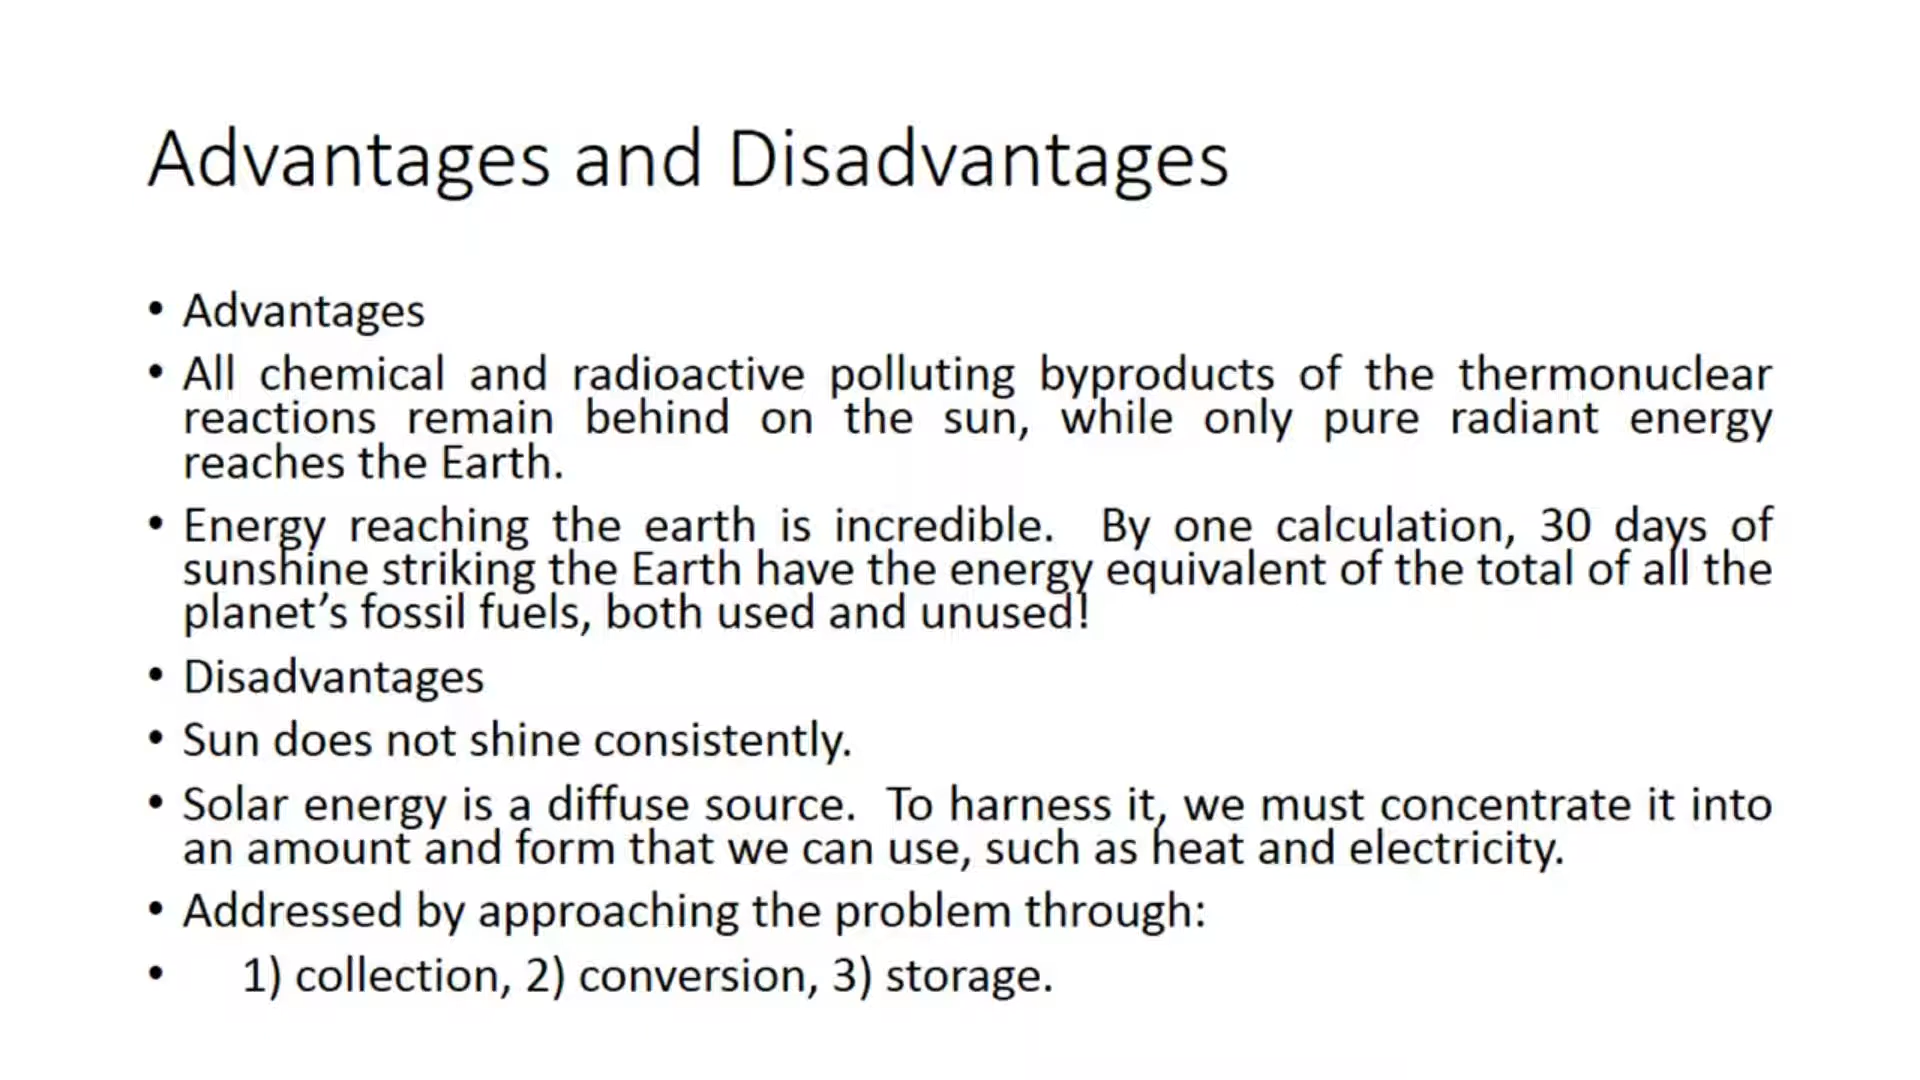 Advantages and Disadvantages
• Advantages
• All chemical and radioactive polluting byproducts of the thermonuclear
reactions remain behind on the sun, while only pure radiant energy
reaches the Earth.
• Energy reaching the earth is incredible.  By one calculation, 30 days of
sunshine striking the Earth have the energy equivalent of the total of all the
planet’s fossil fuels, both used and unused!
• Disadvantages
• Sun does not shine consistently.
• Solar energy is a diffuse source.  To harness it, we must concentrate it into
an amount and form that we can use, such as heat and electricity.
• Addressed by approaching the problem through:
• 1) collection, 2) conversion, 3) storage.